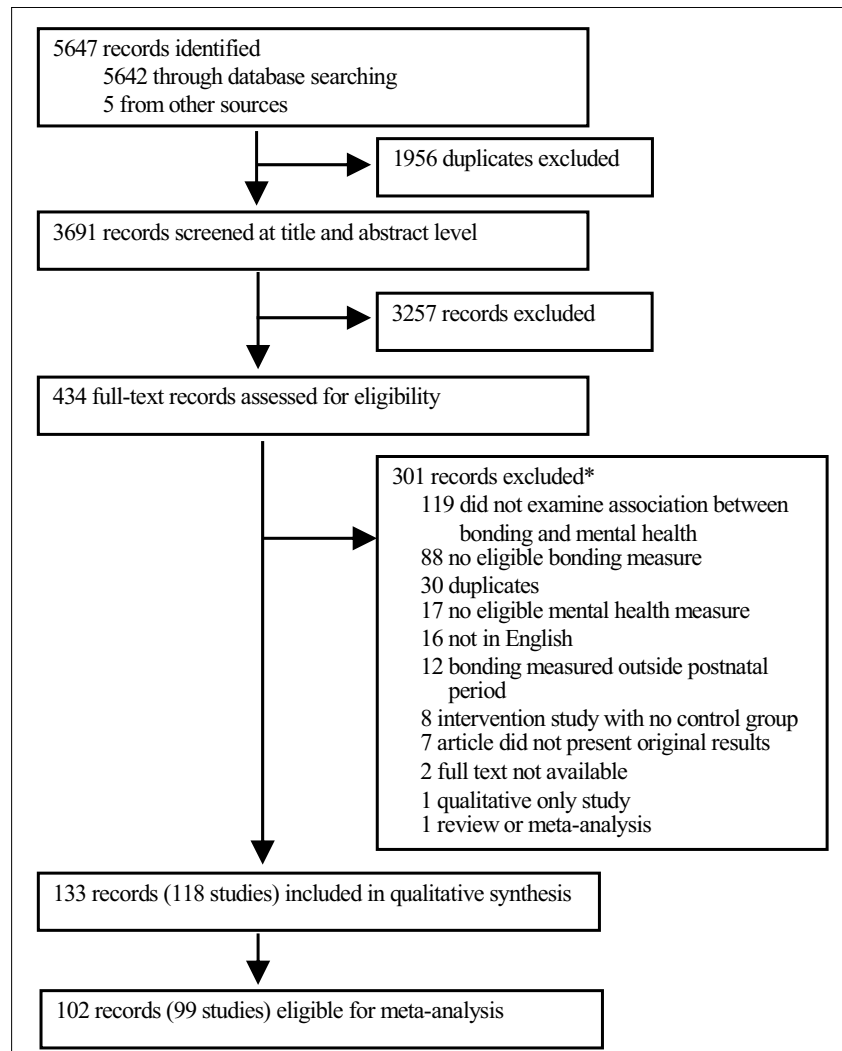 5647 records identified
5642 through database searching
5 from other sources
1956 duplicates excluded
3691 records screened at title and abstract level
3257 records excluded
434 full-text records assessed for eligibility
301 records excluded*
119 did not examine association between
bonding and mental health
88 no eligible bonding measure
30 duplicates
17 no eligible mental health measure
16 not in English
12 bonding measured outside postnatal
period
8 intervention study with no control group
7 article did not present original results
2 full text not available
1 qualitative only study
1 review or meta-analysis
133 records (118 studies) included in qualitative synthesis
102 records (99 studies) eligible for meta-analysis